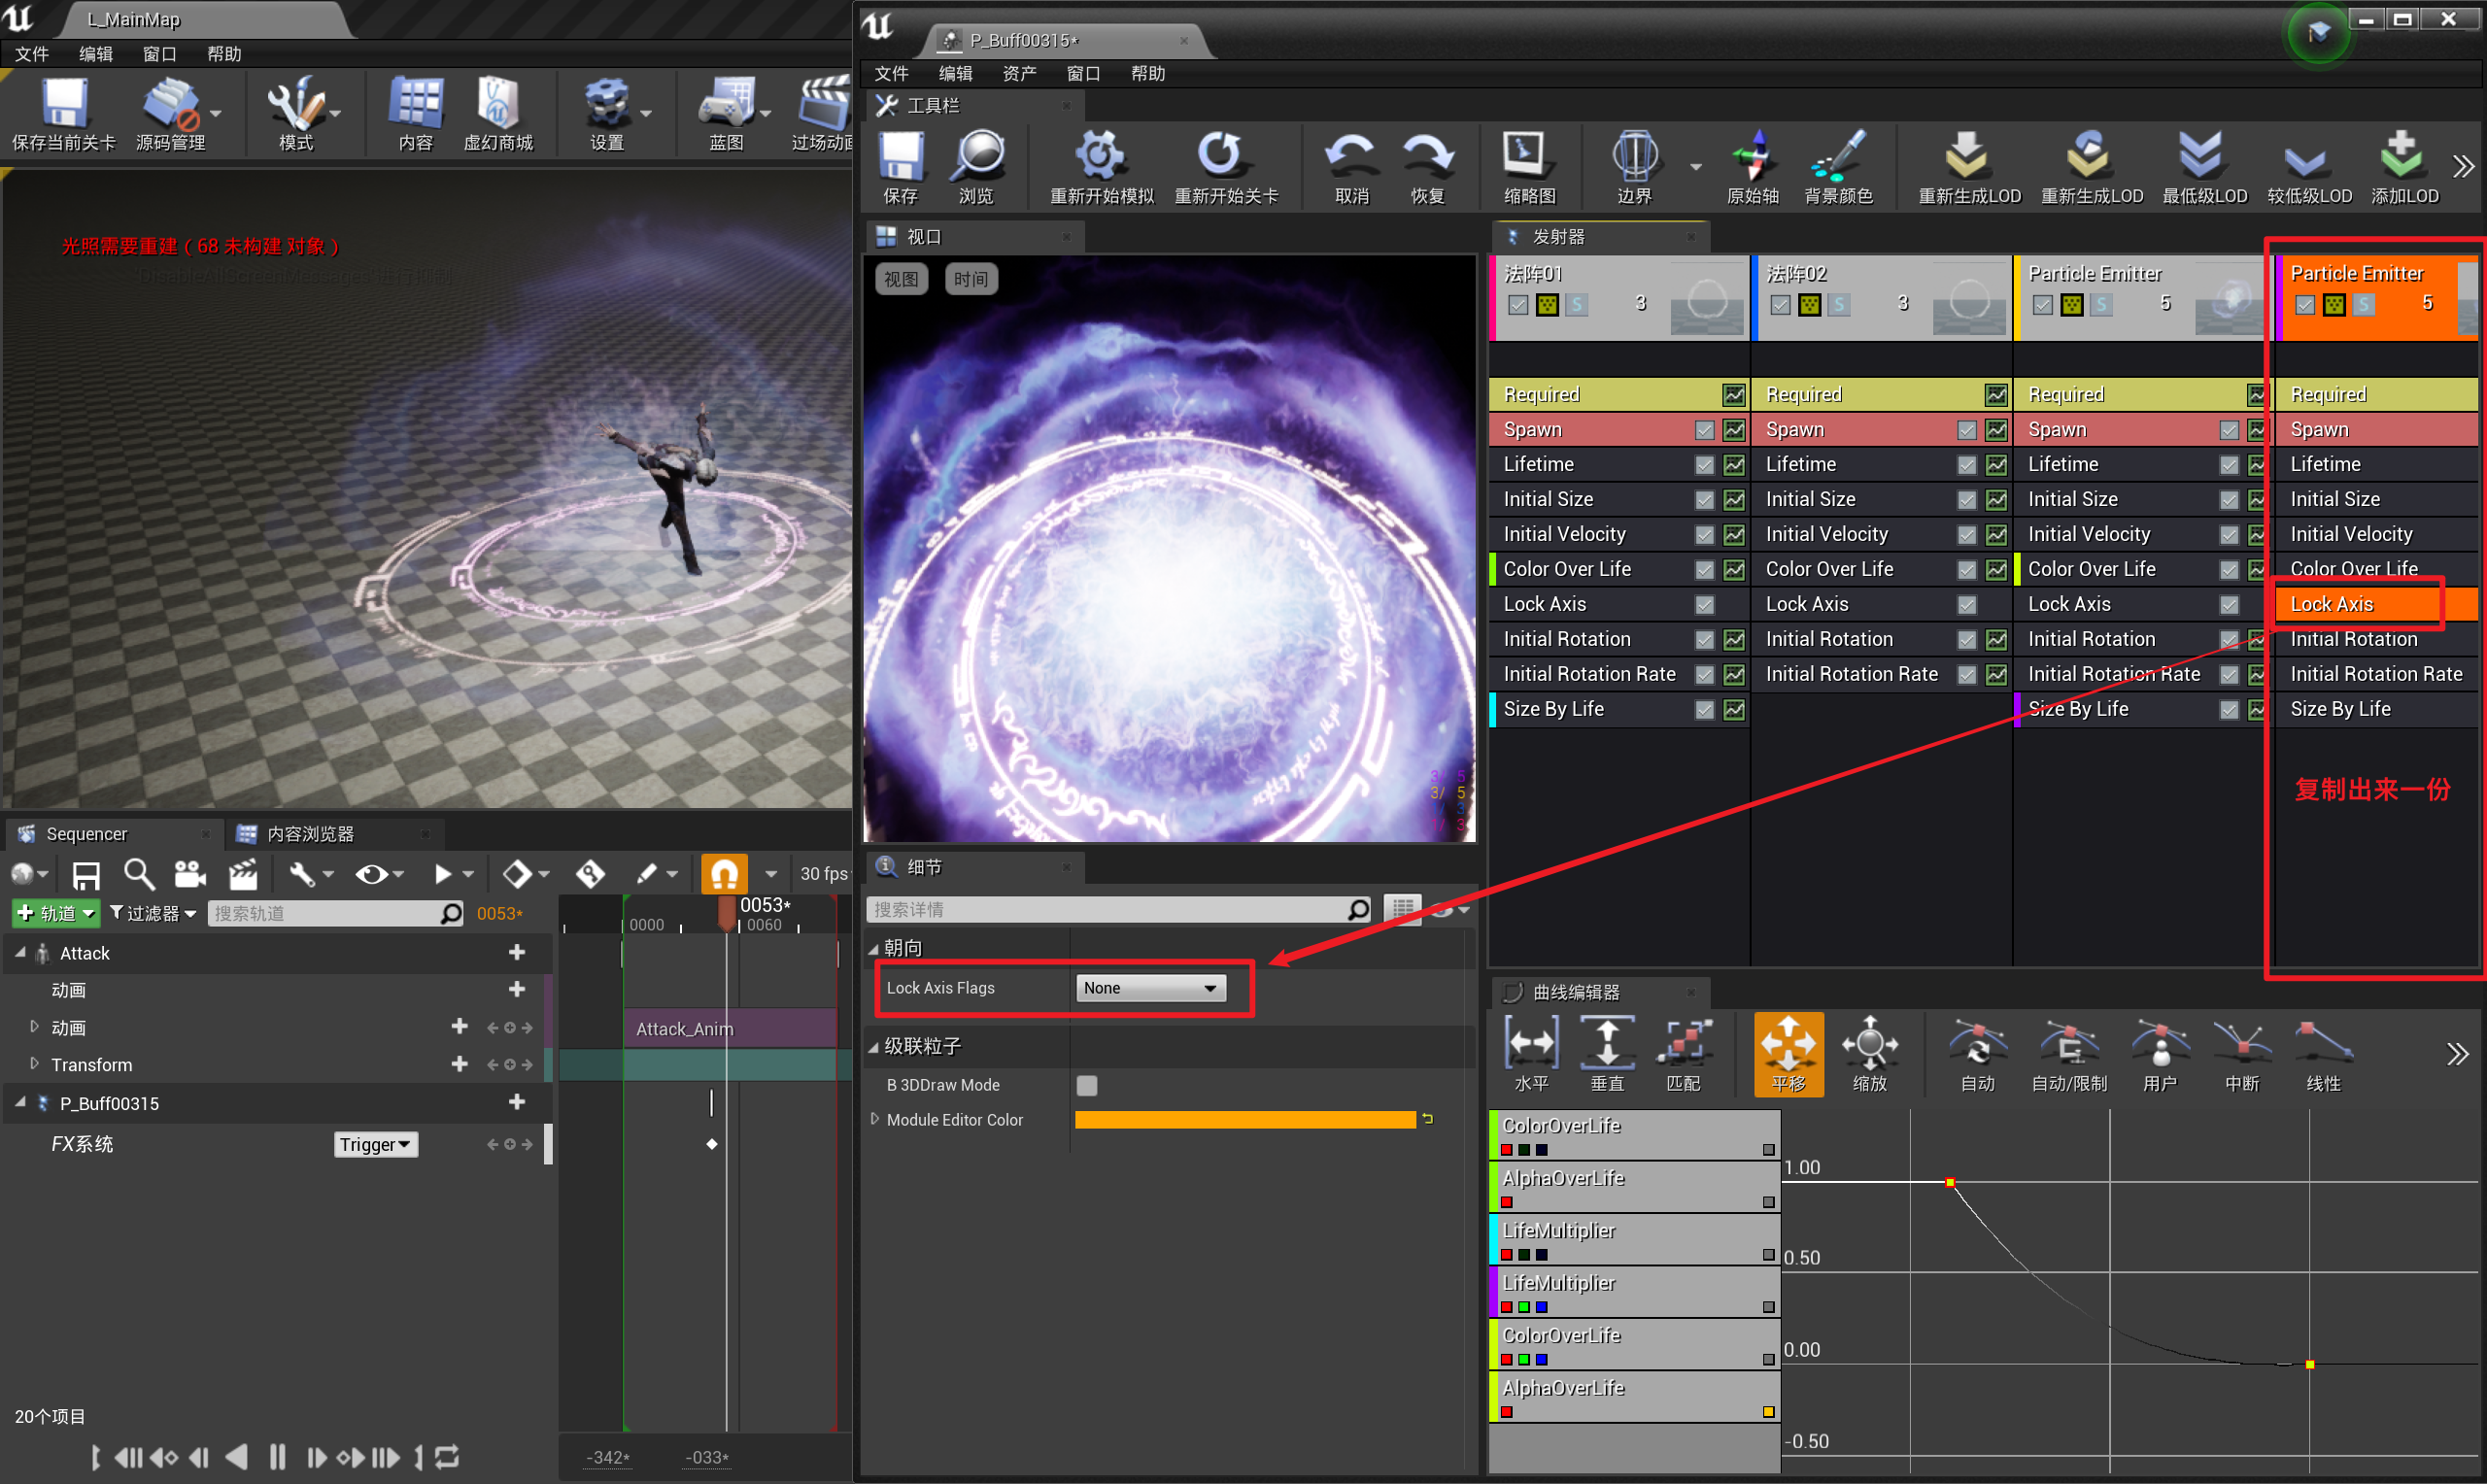 L_MainMap
文件 编辑 窗口 帮助
保存当前关卡 源码管理 模式 内容 虚幻商城 设置 蓝图
光照需要重建（68 未构建 对象）
Sequencer 内容浏览器
30 fps
轨道 过滤器 搜索轨道 0053*
0053*
0000 0060
Attack
动画
动画
Attack_Anim
Transform
P_Buff00315
FX系统 Trigger
20个项目
-342* -033*
P_Buff00315*
文件 编辑 资产 窗口 帮助
工具栏
保存 浏览 重新开始模拟 重新开始关卡 取消 恢复 缩略图 边界 原始轴 背景颜色 重新生成LOD 重新生成LOD 最低级LOD 较低级LOD 添加LOD
视口
视图 时间
3/ 5
3/ 5
细节
搜索详情
朝向
Lock Axis Flags None
级联粒子
B 3DDraw Mode
Module Editor Color
发射器
法阵01 法阵02 Particle Emitter Particle Emitter
S 3 S 3 S 5 S 5
Required Required Required Required
Spawn Spawn Spawn Spawn
Lifetime Lifetime Lifetime Lifetime
Initial Size Initial Size Initial Size Initial Size
Initial Velocity Initial Velocity Initial Velocity Initial Velocity
Color Over Life Color Over Life Color Over Life Color Over Life
Lock Axis Lock Axis Lock Axis Lock Axis
Initial Rotation Initial Rotation Initial Rotation Initial Rotation
Initial Rotation Rate Initial Rotation Rate Initial Rotation Rate Initial Rotation Rate
Size By Life Size By Life Size By Life
复制出来一份
曲线编辑器
水平 垂直 匹配 平移 缩放 自动 自动/限制 用户 中断 线性
ColorOverLife
AlphaOverLife
LifeMultiplier
LifeMultiplier
ColorOverLife
AlphaOverLife
1.00
0.50
0.00
-0.50